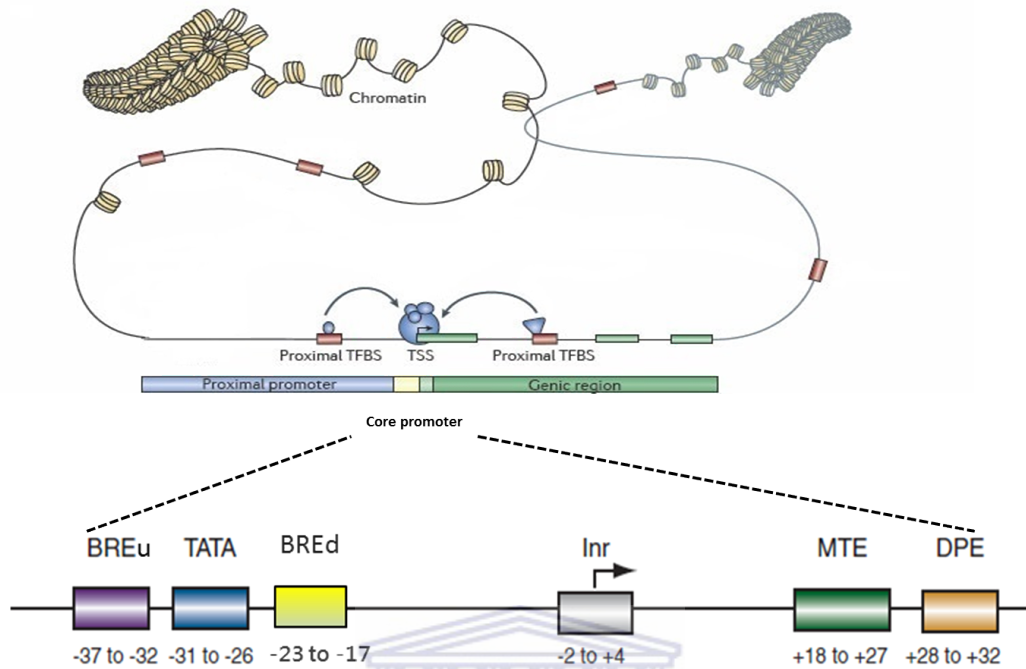 Chromatin
Proximal TFBS TSS Proximal TFBS
Proximal promoter Genic region
Core promoter
BREu TATA BREd Inr MTE DPE
-37 to -32 -31 to -26 -23 to -17 -2 to +4 +18 to +27 +28 to +32